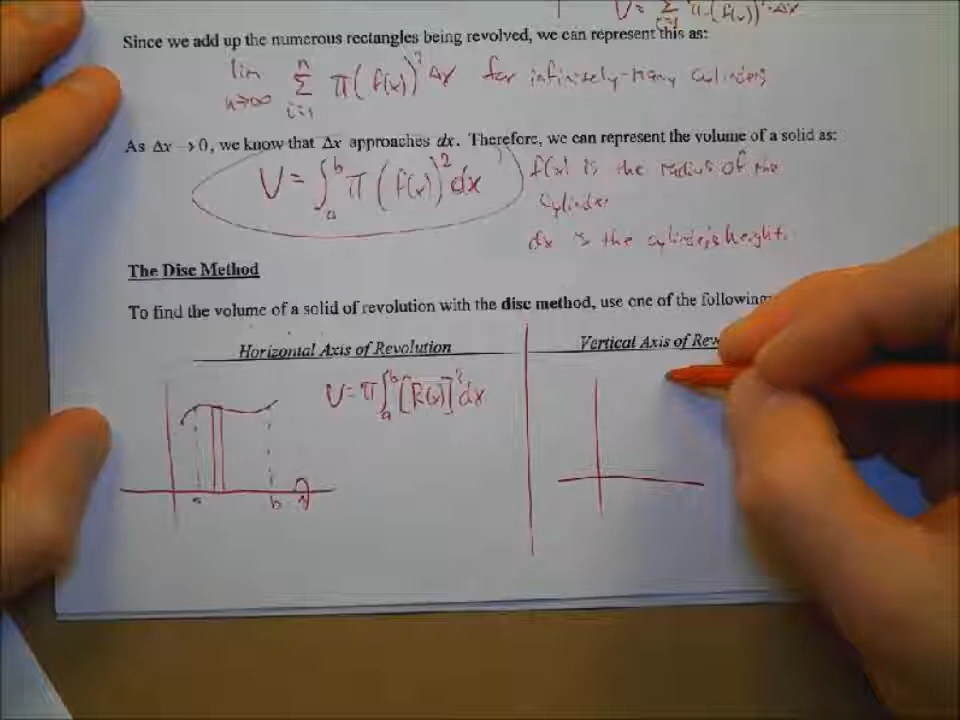 V = Σ i=1 π(f(x))² · Δx
Since we add up the numerous rectangles being revolved, we can represent this as:
lim n→∞ Σ i=1 n π(f(x))² Δx for infinitely-many cylinders
As Δx → 0, we know that Δx approaches dx. Therefore, we can represent the volume of a solid as:
V = ∫ a b π (f(x))² dx
f(x) is the radius of the
cylinder
dx is the cylinder's height.
The Disc Method
To find the volume of a solid of revolution with the disc method, use one of the following
Horizontal Axis of Revolution
Vertical Axis of Rev
V = π ∫ a b [R(x)]² dx
a b